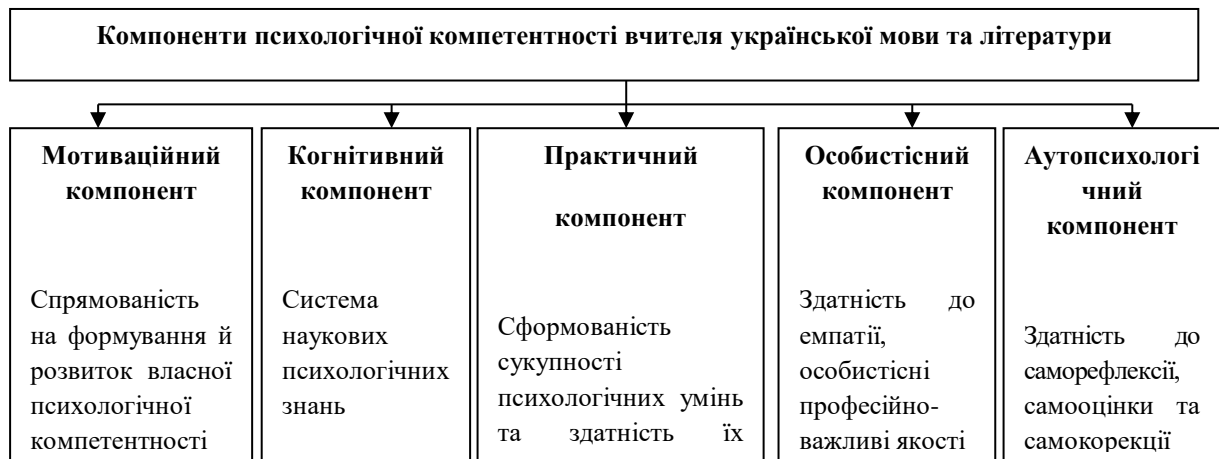 Компоненти психологічної компетентності вчителя української мови та літератури
Мотиваційний
компонент
Спрямованість
на формування й
розвиток власної
психологічної
компетентності
Когнітивний
компонент
Система
наукових
психологічних
знань
Практичний
компонент
Сформованість
сукупності
психологічних умінь
та здатність їх
Особистісний
компонент
Здатність до
емпатії,
особистісні
професійно-
важливі якості
Аутопсихологі
чний
компонент
Здатність до
саморефлексії,
самооцінки та
самокорекції